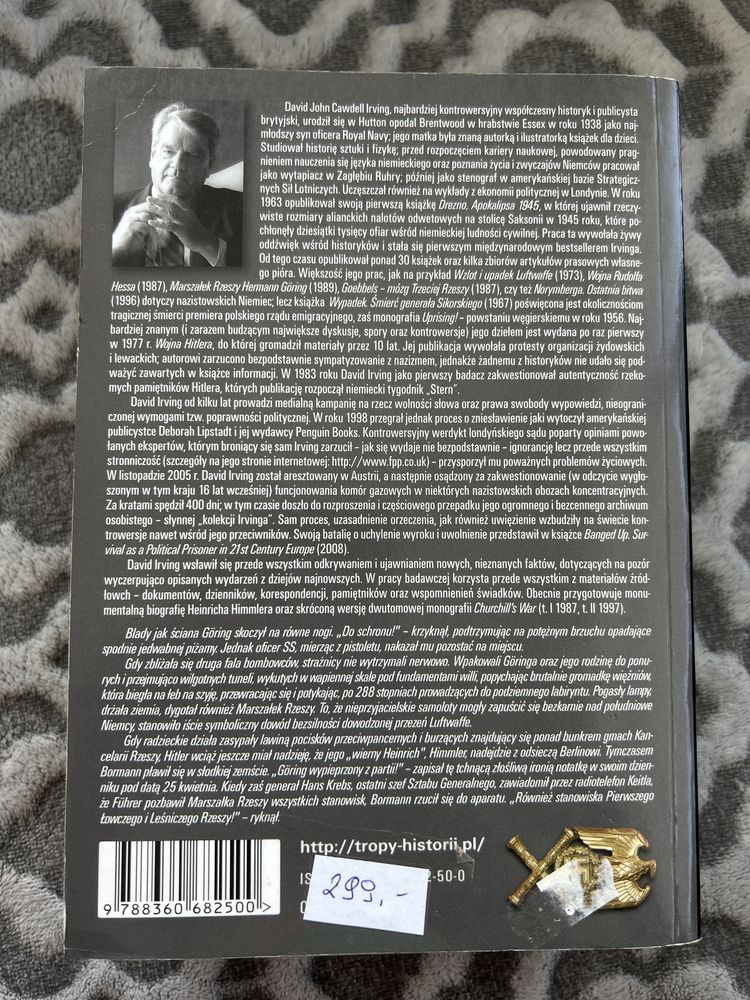 David John Cawdell Irving, najbardziej kontrowersyjny współczesny historyk i publicysta
brytyjski, urodził się w Hutton opodal Brentwood w hrabstwie Essex w roku 1938 jako naj-
młodszy syn oficera Royal Navy; jego matka była znaną autorką i ilustratorką książek dla dzieci.
Studiował historię sztuki i fizykę; przed rozpoczęciem kariery naukowej, powodowany prag-
nieniem nauczenia się języka niemieckiego oraz poznania życia i zwyczajów Niemców pracował
jako wytapiacz w Zagłębiu Ruhry; później jako stenograf w amerykańskiej bazie Strategicz-
nych Sił Lotniczych. Uczęszczał również na wykłady z ekonomii politycznej w Londynie. W roku
1963 opublikował swoją pierwszą książkę Drezno, Apokalipsa 1945, w której ujawnił rzeczy-
wiste rozmiary alianckich nalotów odwetowych na stolicę Saksonii w 1945 roku, które po-
chłonęły dziesiątki tysięcy ofiar wśród niemieckiej ludności cywilnej. Praca ta wywołała żywy
oddźwięk wśród historyków i stała się pierwszym międzynarodowym bestsellerem Irvinga.
Od tego czasu opublikował ponad 30 książek oraz kilka zbiorów artykułów prasowych własne-
go pióra. Większość jego prac, jak na przykład Wzlot i upadek Luftwaffe (1973), Wojna Rudolfa
Hessa (1987), Marszałek Rzeszy Hermann Göring (1989), Goebbels – mózg Trzeciej Rzeszy (1987), czy też Norymberga. Ostatnia bitwa
(1996) dotyczy nazistowskich Niemiec; lecz książka Wypadek. Śmierć generała Sikorskiego (1967) poświęcona jest okolicznościom
tragicznej śmierci premiera polskiego rządu emigracyjnego, zaś monografia Uprising! – powstaniu węgierskiemu w roku 1956. Naj-
bardziej znanym (i zarazem budzącym największe dyskusje, spory oraz kontrowersje) jego dziełem jest wydana po raz pierwszy
w 1977 r. Wojna Hitlera, do której gromadził materiały przez 10 lat. Jej publikacja wywołała protesty organizacji żydowskich
i lewackich; autorowi zarzucono bezpodstawnie sympatyzowanie z nazizmem, jednakże żadnemu z historyków nie udało się pod-
ważyć zawartych w książce informacji. W 1983 roku David Irving jako pierwszy badacz zakwestionował autentyczność rzeko-
mych pamiętników Hitlera, których publikację rozpoczął niemiecki tygodnik „Stern”.
David Irving od kilku lat prowadzi medialną kampanię na rzecz wolności słowa oraz prawa swobody wypowiedzi, nieogra-
niczonej wymogami tzw. poprawności politycznej. W roku 1998 przegrał jednak proces o zniesławienie jaki wytoczył amerykańskiej
publicystce Deborah Lipstadt i jej wydawcy Penguin Books. Kontrowersyjny werdykt londyńskiego sądu poparty opiniami powo-
łanych ekspertów, którym broniący się sam Irving zarzucił – jak się wydaje nie bezpodstawnie – ignorancję lecz przede wszystkim
stronniczość (szczegóły na jego stronie internetowej: http://www.fpp.co.uk) – przysporzył mu poważnych problemów życiowych.
W listopadzie 2005 r. David Irving został aresztowany w Austrii, a następnie osądzony za zakwestionowanie (w odczycie wygło-
szonym w tym kraju 16 lat wcześniej) funkcjonowania komór gazowych w niektórych nazistowskich obozach koncentracyjnych.
Za kratami spędził 400 dni; w tym czasie doszło do rozproszenia i częściowego przepadku jego ogromnego i bezcennego archiwum
osobistego – słynnej „kolekcji Irvinga”. Sam proces, uzasadnienie orzeczenia, jak również uwięzienie wzbudziły na świecie kon-
trowersje nawet wśród jego przeciwników. Swoją batalię o uchylenie wyroku i uwolnienie przedstawił w książce Banged Up. Sur-
vival as a Political Prisoner in 21st Century Europe (2008).
David Irving wsławił się przede wszystkim odkrywaniem i ujawnianiem nowych, nieznanych faktów, dotyczących na pozór
wyczerpująco opisanych wydarzeń z dziejów najnowszych. W pracy badawczej korzysta przede wszystkim z materiałów źród-
łowych – dokumentów, dzienników, korespondencji, pamiętników oraz wspomnieniem świadków. Obecnie przygotowuje mo-
numentalną biografię Heinricha Himmlera oraz skróconą wersję dwutomowej monografii Churchill's War (t. I 1987, t. II 1997).
Blady jak ściana Göring skoczył na równe nogi. „Do schronu!” – krzyknął, podtrzymując na potężnym brzuchu opadające
spodnie jedwabnej piżamy. Jednak oficer SS, mierząc z pistoletu, nakazał mu pozostać na miejscu.
Gdy zbliżała się druga fala bombowców, strażnicy nie wytrzymali nerwowo. Wpakowali Göringa oraz jego rodzinę do ponu-
rych i przejmująco wilgotnych tuneli, wykutych w wapiennej skale pod fundamentami willi, popychając brutalnie gromadkę więźniów,
która biegła na łeb na szyję, przewracając się i potykając, po 288 stopniach prowadzących do podziemnego labiryntu. Pogasły lampy,
drżała ziemia, dygotał również Marszałek Rzeszy. To, że nieprzyjacielskie samoloty mogły zapuścić się bezkarnie nad południowe
Niemcy, stanowiło iście symboliczny dowód bezsilności dowodzonej przezeń Luftwaffe.
Gdy radzieckie działa zasypały lawiną pocisków przeciwpancernych i burzących znajdujący się ponad bunkrem gmach Kan-
celarii Rzeszy, Hitler wciąż jeszcze miał nadzieję, że jego „wierny Heinrich”, Himmler, nadejdzie z odsieczą Berlinowi. Tymczasem
Bormann pławił się w słodkiej zemście. „Göring wypieprzony z partii!” – zapisał tę tchnącą złośliwą ironią notatkę w swoim dzien-
niku pod datą 25 kwietnia. Kiedy zaś generał Hans Krebs, ostatni szef Sztabu Generalnego, zawiadomił przez radiotelefon Keitla,
że Führer pozbawił Marszałka Rzeszy wszystkich stanowisk, Bormann rzucił się do aparatu. „Również stanowiska Pierwszego
Łowczego i Leśniczego Rzeszy!” – ryknął.
http://tropy-historii.pl/
IS 2-50-0
299,-
9 788360 682500 >